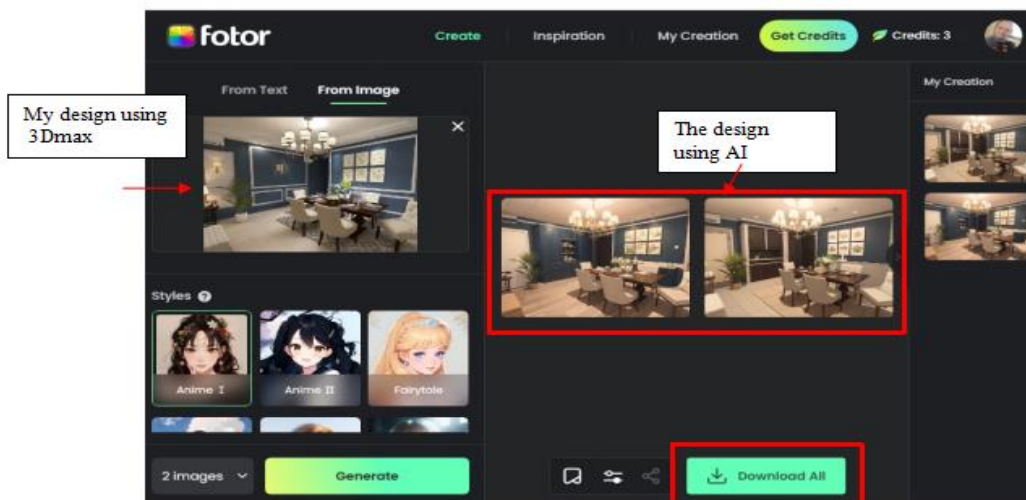 fotor
Create
Inspiration
My Creation
Get Credits
Credits: 3
From Text
From Image
My Creation
My design using
3Dmax
The design
using AI
Styles ?
Anime I
Anime II
Fairytale
2 images
Generate
Download All